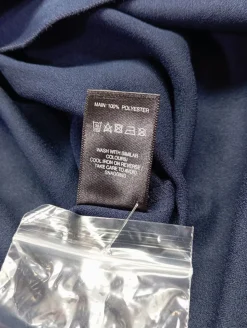 MAIN: 100% POLYESTER
WASH WITH SIMILAR
COLOURS/
COOL IRON ON REVERSE /
TAKE CARE TO AVOID
SNAGGING